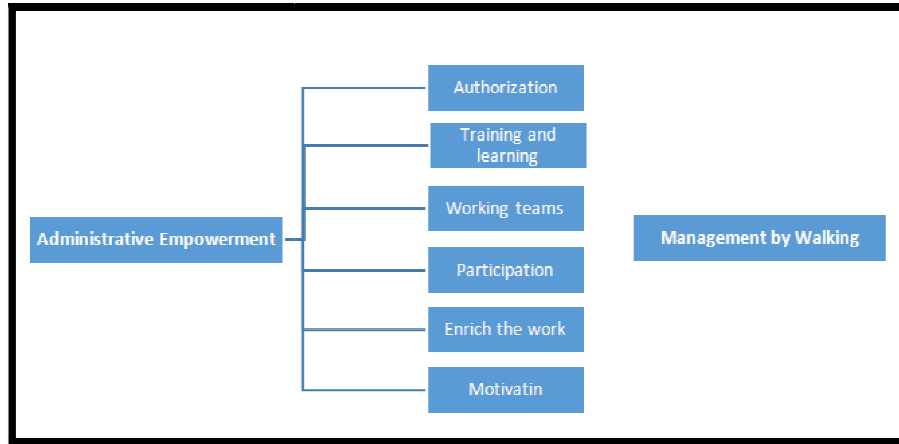 Authorization
Training and
learning
Working teams
Administrative Empowerment
Management by Walking
Participation
Enrich the work
Motivatin